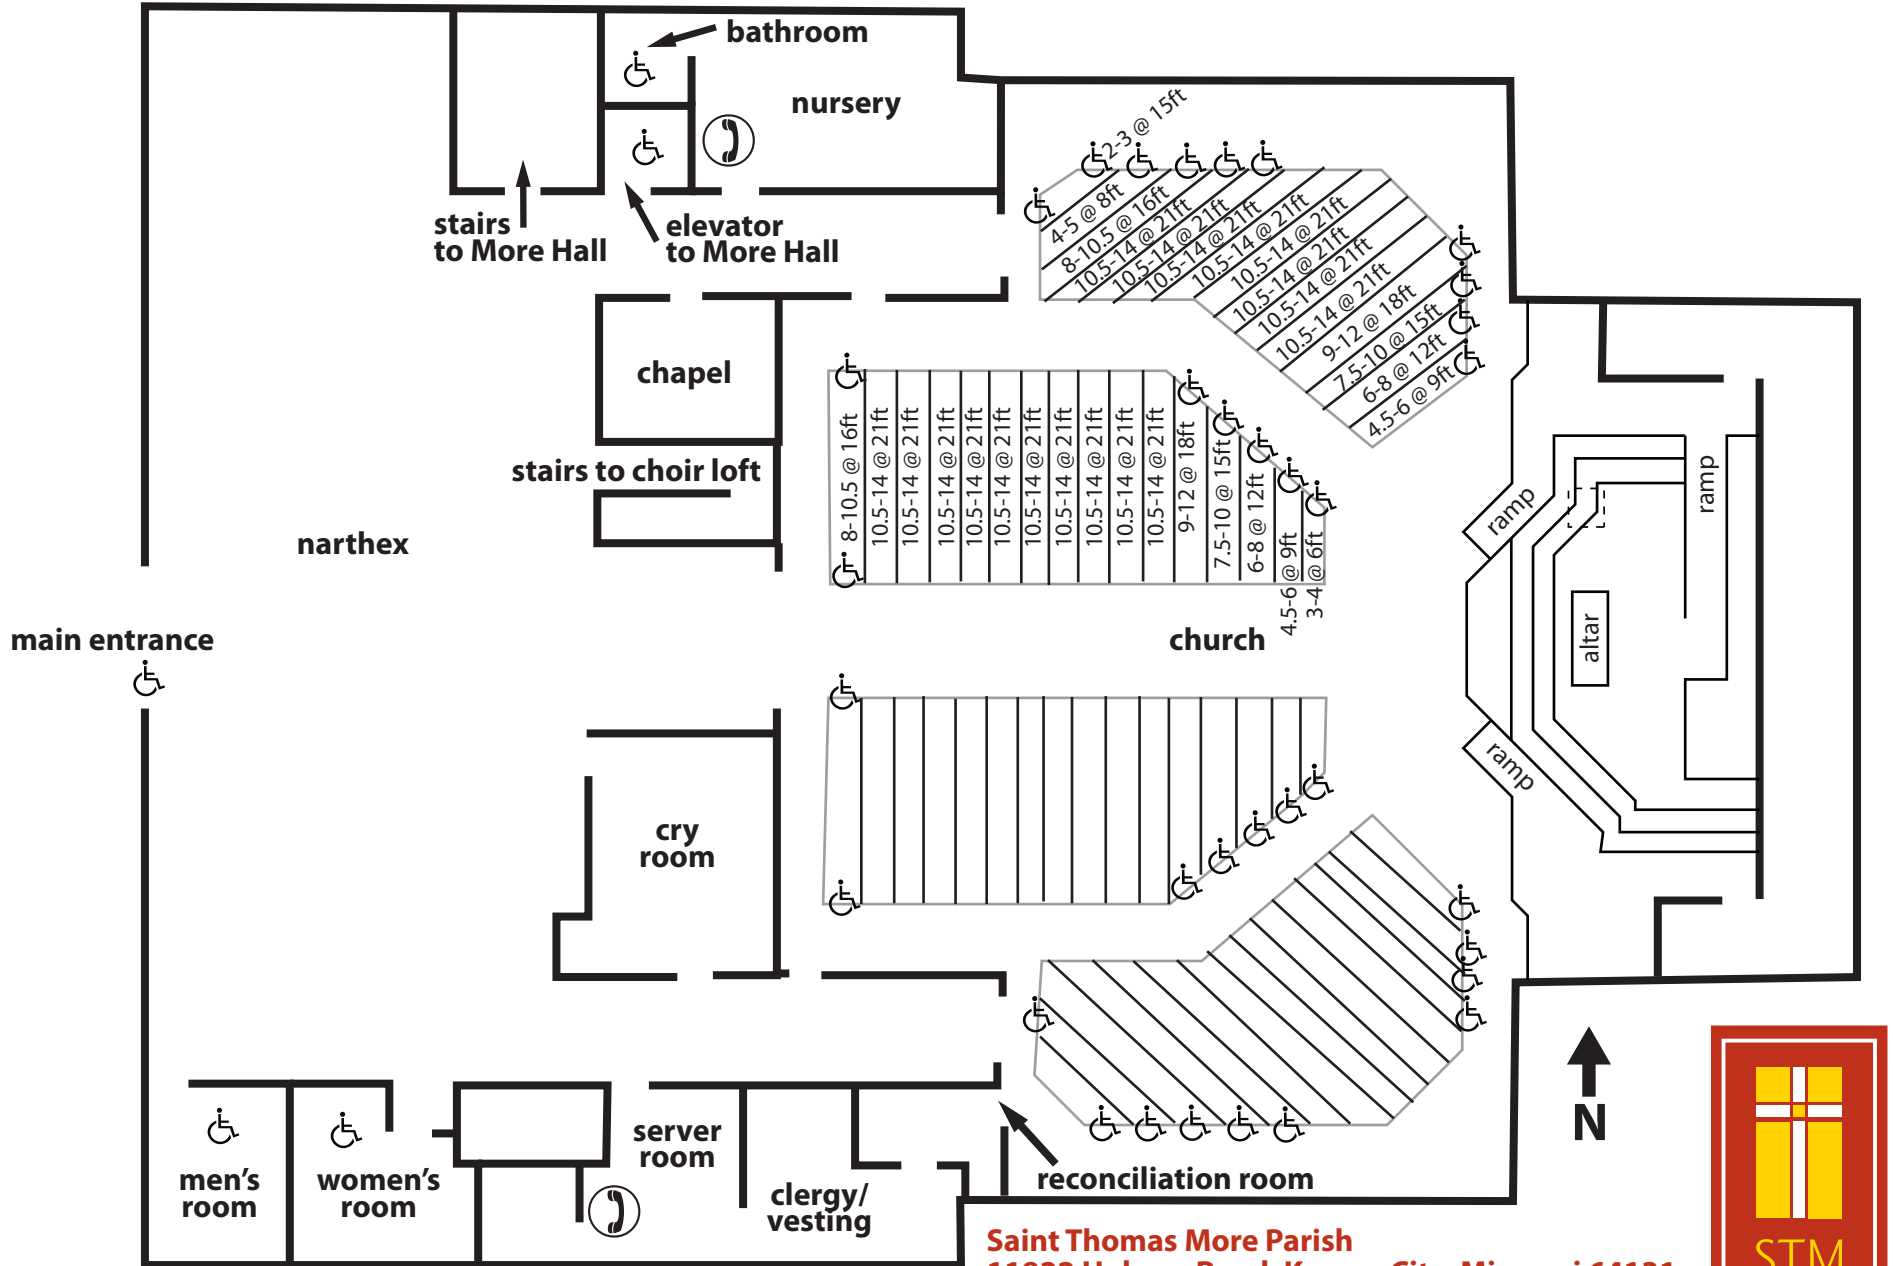 bathroom
nursery
stairs
to More Hall
elevator
to More Hall
2-3 @ 15ft
4-5 @ 8ft
8-10.5 @ 16ft
10.5-14 @ 21ft
10.5-14 @ 21ft
10.5-14 @ 21ft
10.5-14 @ 21ft
10.5-14 @ 21ft
10.5-14 @ 21ft
10.5-14 @ 21ft
10.5-14 @ 21ft
9-12 @ 18ft
7.5-10 @ 15ft
6-8 @ 12ft
4.5-6 @ 9ft
chapel
stairs to choir loft
narthex
8-10.5 @ 16ft
10.5-14 @ 21ft
10.5-14 @ 21ft
10.5-14 @ 21ft
10.5-14 @ 21ft
10.5-14 @ 21ft
10.5-14 @ 21ft
10.5-14 @ 21ft
10.5-14 @ 21ft
10.5-14 @ 21ft
10.5-14 @ 21ft
9-12 @ 18ft
7.5-10 @ 15ft
6-8 @ 12ft
4.5-6 @ 9ft
3-4 @ 6ft
ramp
ramp
main entrance
church
altar
ramp
cry
room
men's
room
women's
room
server
room
clergy/
vesting
reconciliation room
N
Saint Thomas More Parish
STM